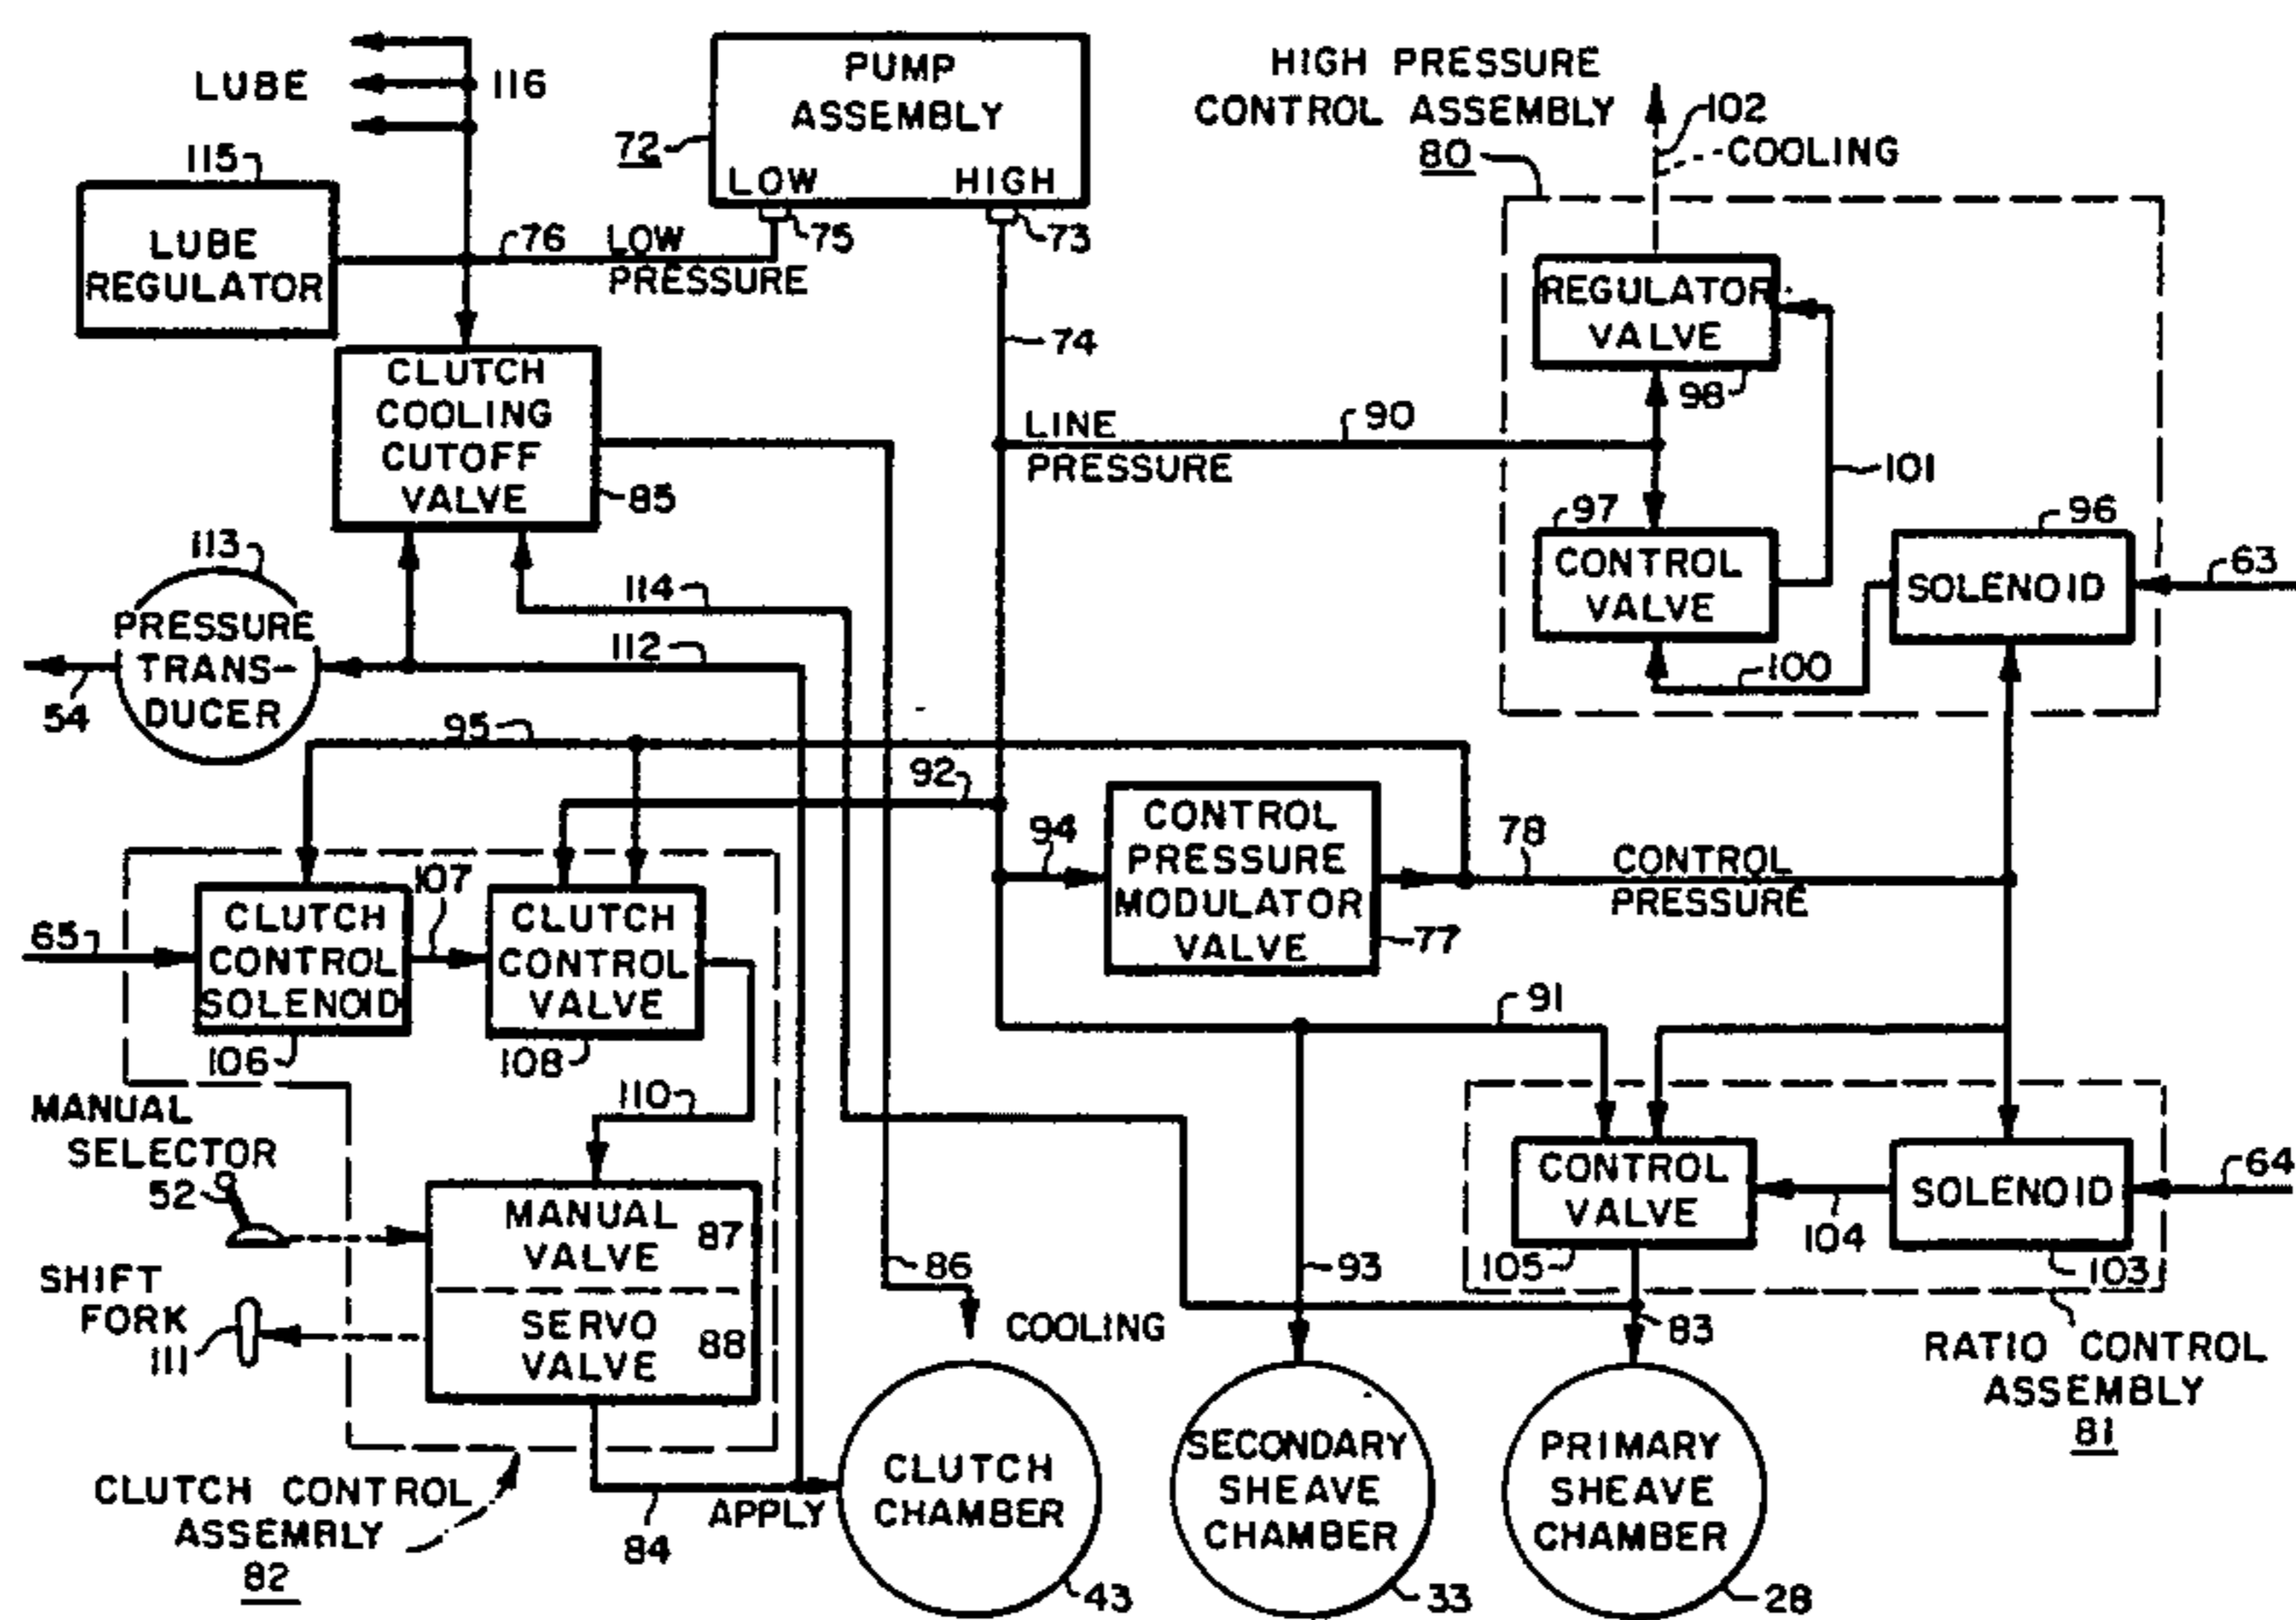 LUBE
116
PUMP
ASSEMBLY
72
LOW HIGH
75
73
HIGH PRESSURE
CONTROL ASSEMBLY
80
102
COOLING
115
LUBE
REGULATOR
76
LOW
PRESSURE
74
REGULATOR
VALVE
98
CLUTCH
COOLING
CUTOFF
VALVE
85
LINE
PRESSURE
90
101
97
CONTROL
VALVE
96
SOLENOID
63
100
113
PRESSURE
TRANS-
DUCER
54
114
112
95
92
94
CONTROL
PRESSURE
MODULATOR
VALVE
77
78
CONTROL
PRESSURE
65
CLUTCH
CONTROL
SOLENOID
106
107
CLUTCH
CONTROL
VALVE
108
110
91
MANUAL
SELECTOR
52
MANUAL
VALVE
87
SHIFT
FORK
111
SERVO
VALVE
88
86
COOLING
93
CONTROL
VALVE
105
104
SOLENOID
103
64
83
RATIO CONTROL
ASSEMBLY
81
CLUTCH CONTROL
ASSEMBLY
82
84
APPLY
CLUTCH
CHAMBER
43
SECONDARY
SHEAVE
CHAMBER
33
PRIMARY
SHEAVE
CHAMBER
28